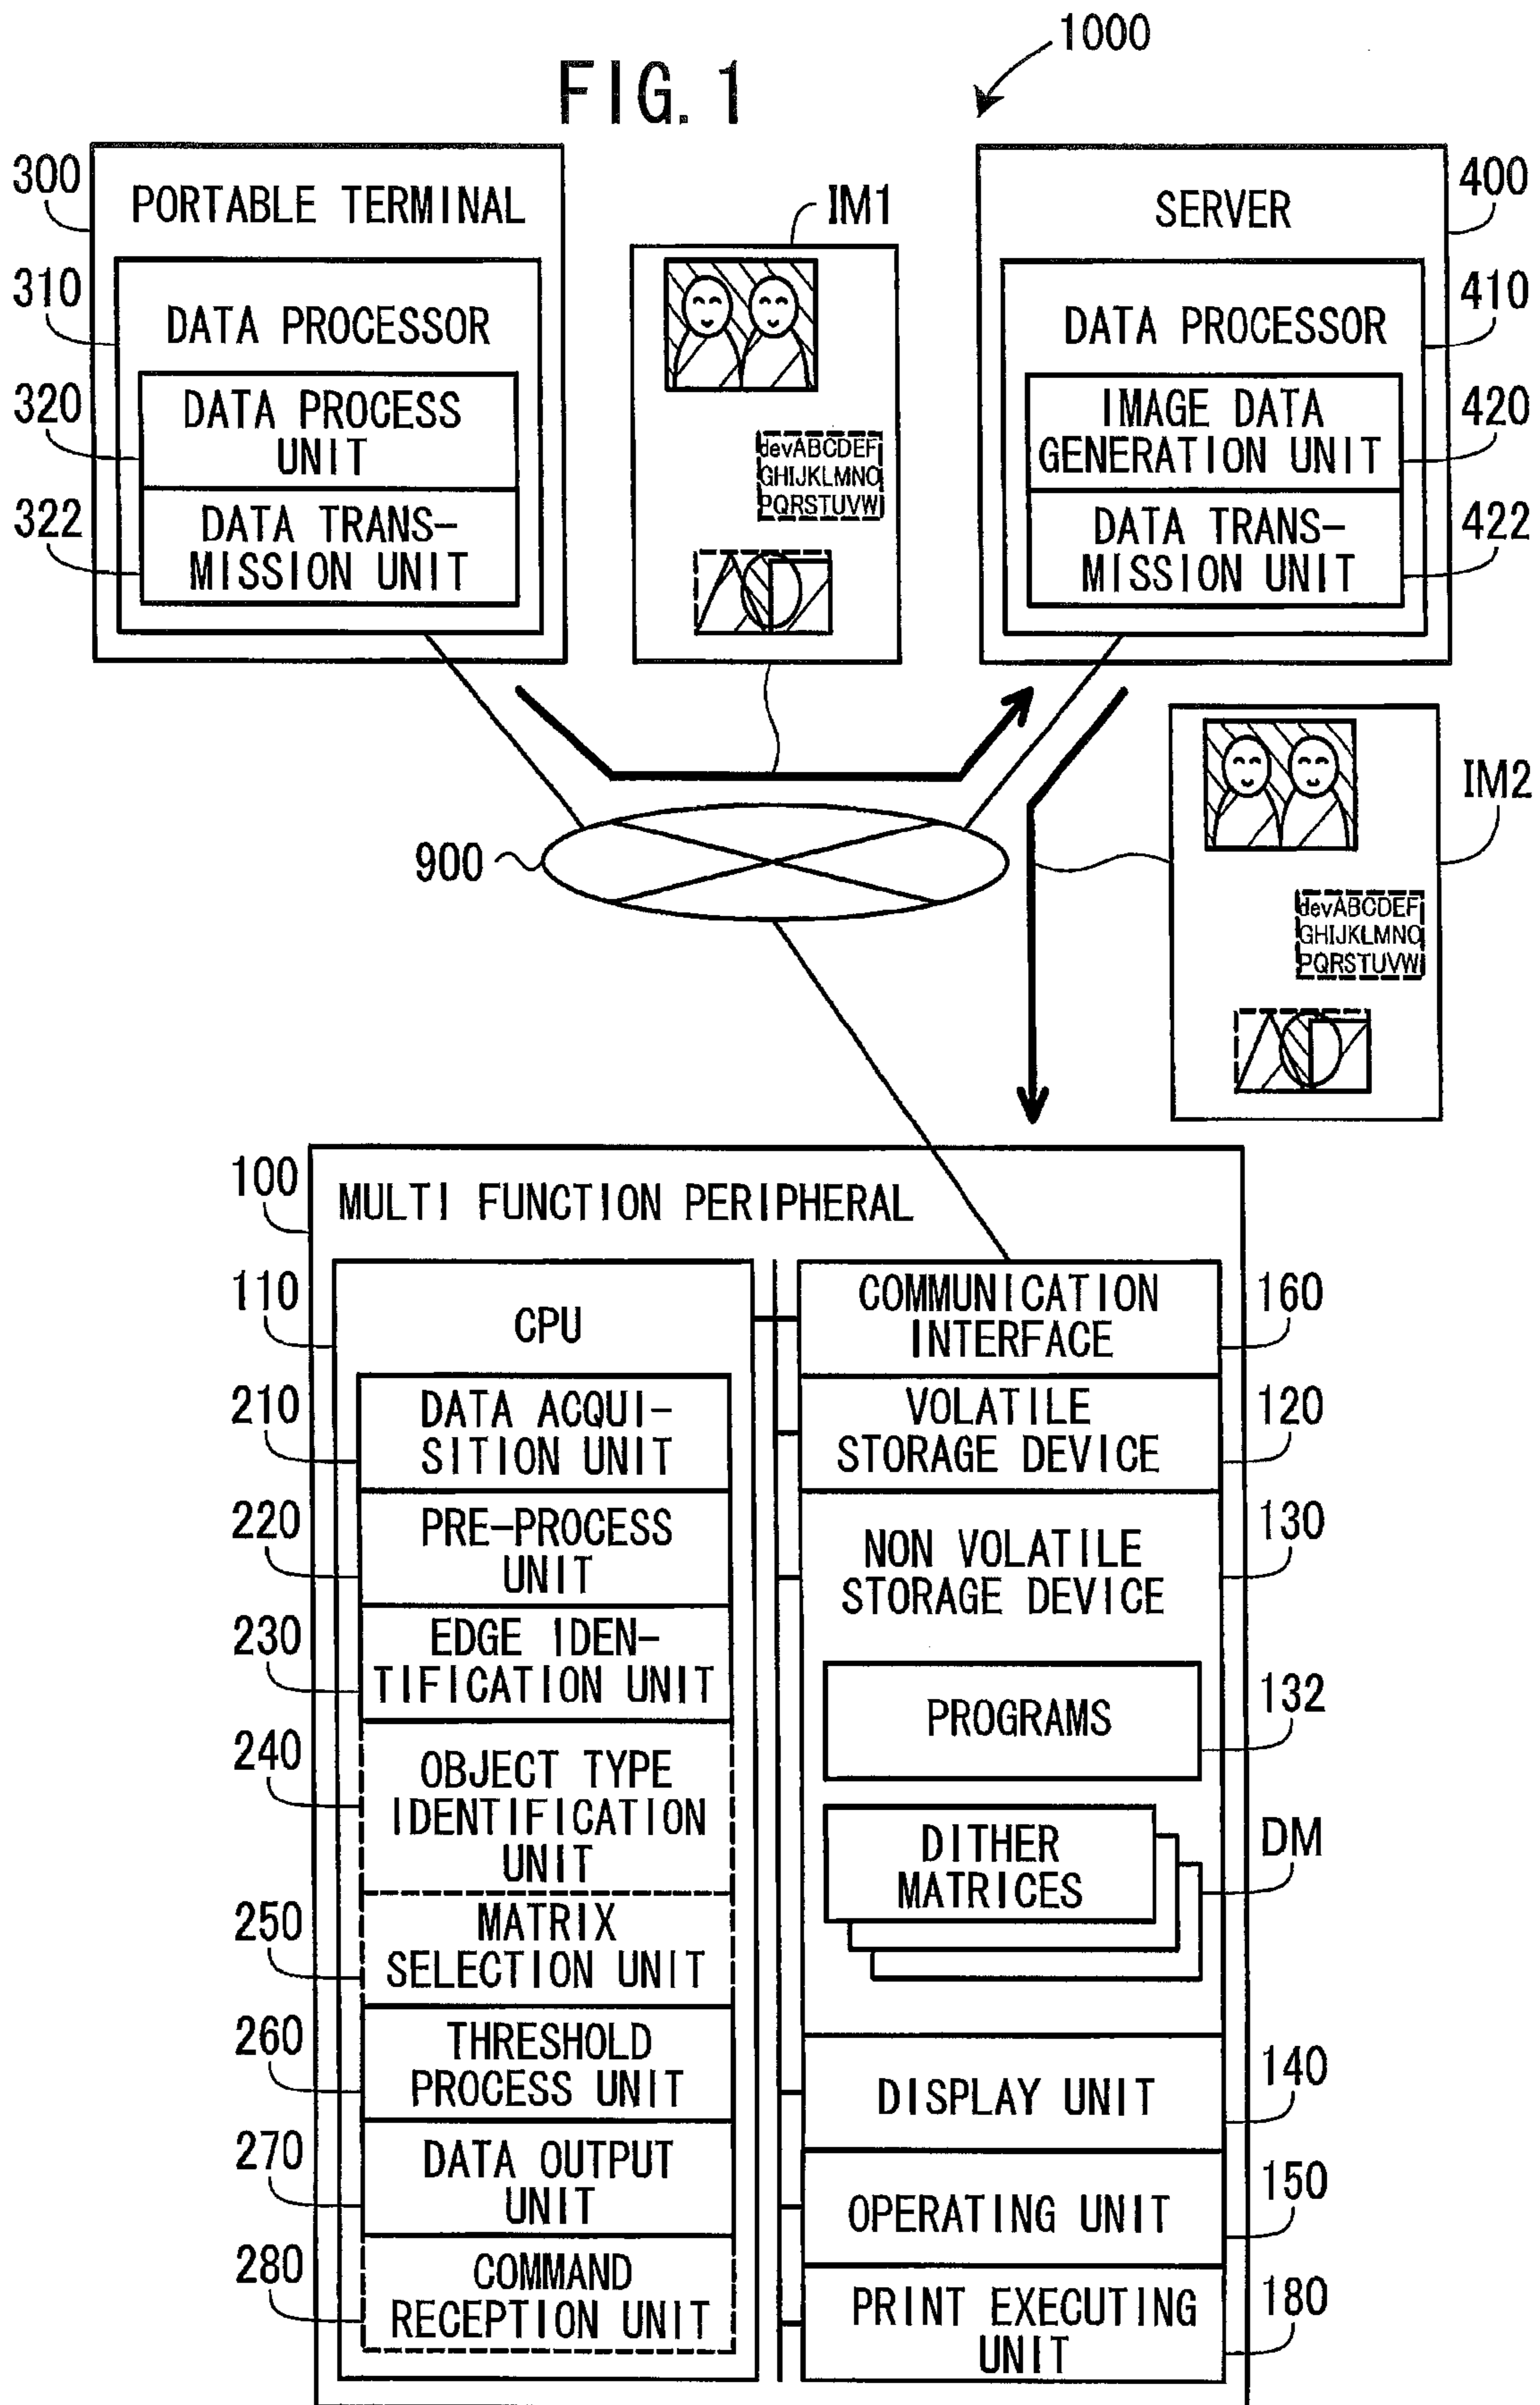 FIG. 1
1000
300
PORTABLE TERMINAL
310
DATA PROCESSOR
320
DATA PROCESS
UNIT
322
DATA TRANS-
MISSION UNIT
IM1
devABCDEF
GHIJKLMNO
PQRSTUVW
400
SERVER
410
DATA PROCESSOR
420
IMAGE DATA
GENERATION UNIT
422
DATA TRANS-
MISSION UNIT
900
IM2
devABCDEF
GHIJKLMNO
PQRSTUVW
100
MULTI FUNCTION PERIPHERAL
110
CPU
210
DATA ACQUI-
SITION UNIT
220
PRE-PROCESS
UNIT
230
EDGE IDEN-
TIFICATION UNIT
240
OBJECT TYPE
IDENTIFICATION
UNIT
250
MATRIX
SELECTION UNIT
260
THRESHOLD
PROCESS UNIT
270
DATA OUTPUT
UNIT
280
COMMAND
RECEPTION UNIT
COMMUNICATION
INTERFACE
160
VOLATILE
STORAGE DEVICE
120
NON VOLATILE
STORAGE DEVICE
130
PROGRAMS
132
DITHER
MATRICES
DM
DISPLAY UNIT
140
OPERATING UNIT
150
PRINT EXECUTING
UNIT
180